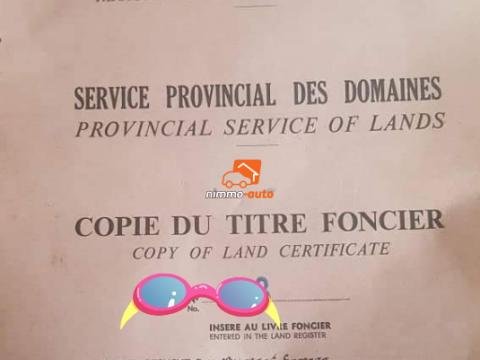 SERVICE PROVINCIAL DES DOMAINES
PROVINCIAL SERVICE OF LANDS
nimmo-auto
COPIE DU TITRE FONCIER
COPY OF LAND CERTIFICATE
No.
INSERE AU LIVRE FONCIER
ENTERED IN THE LAND REGISTER